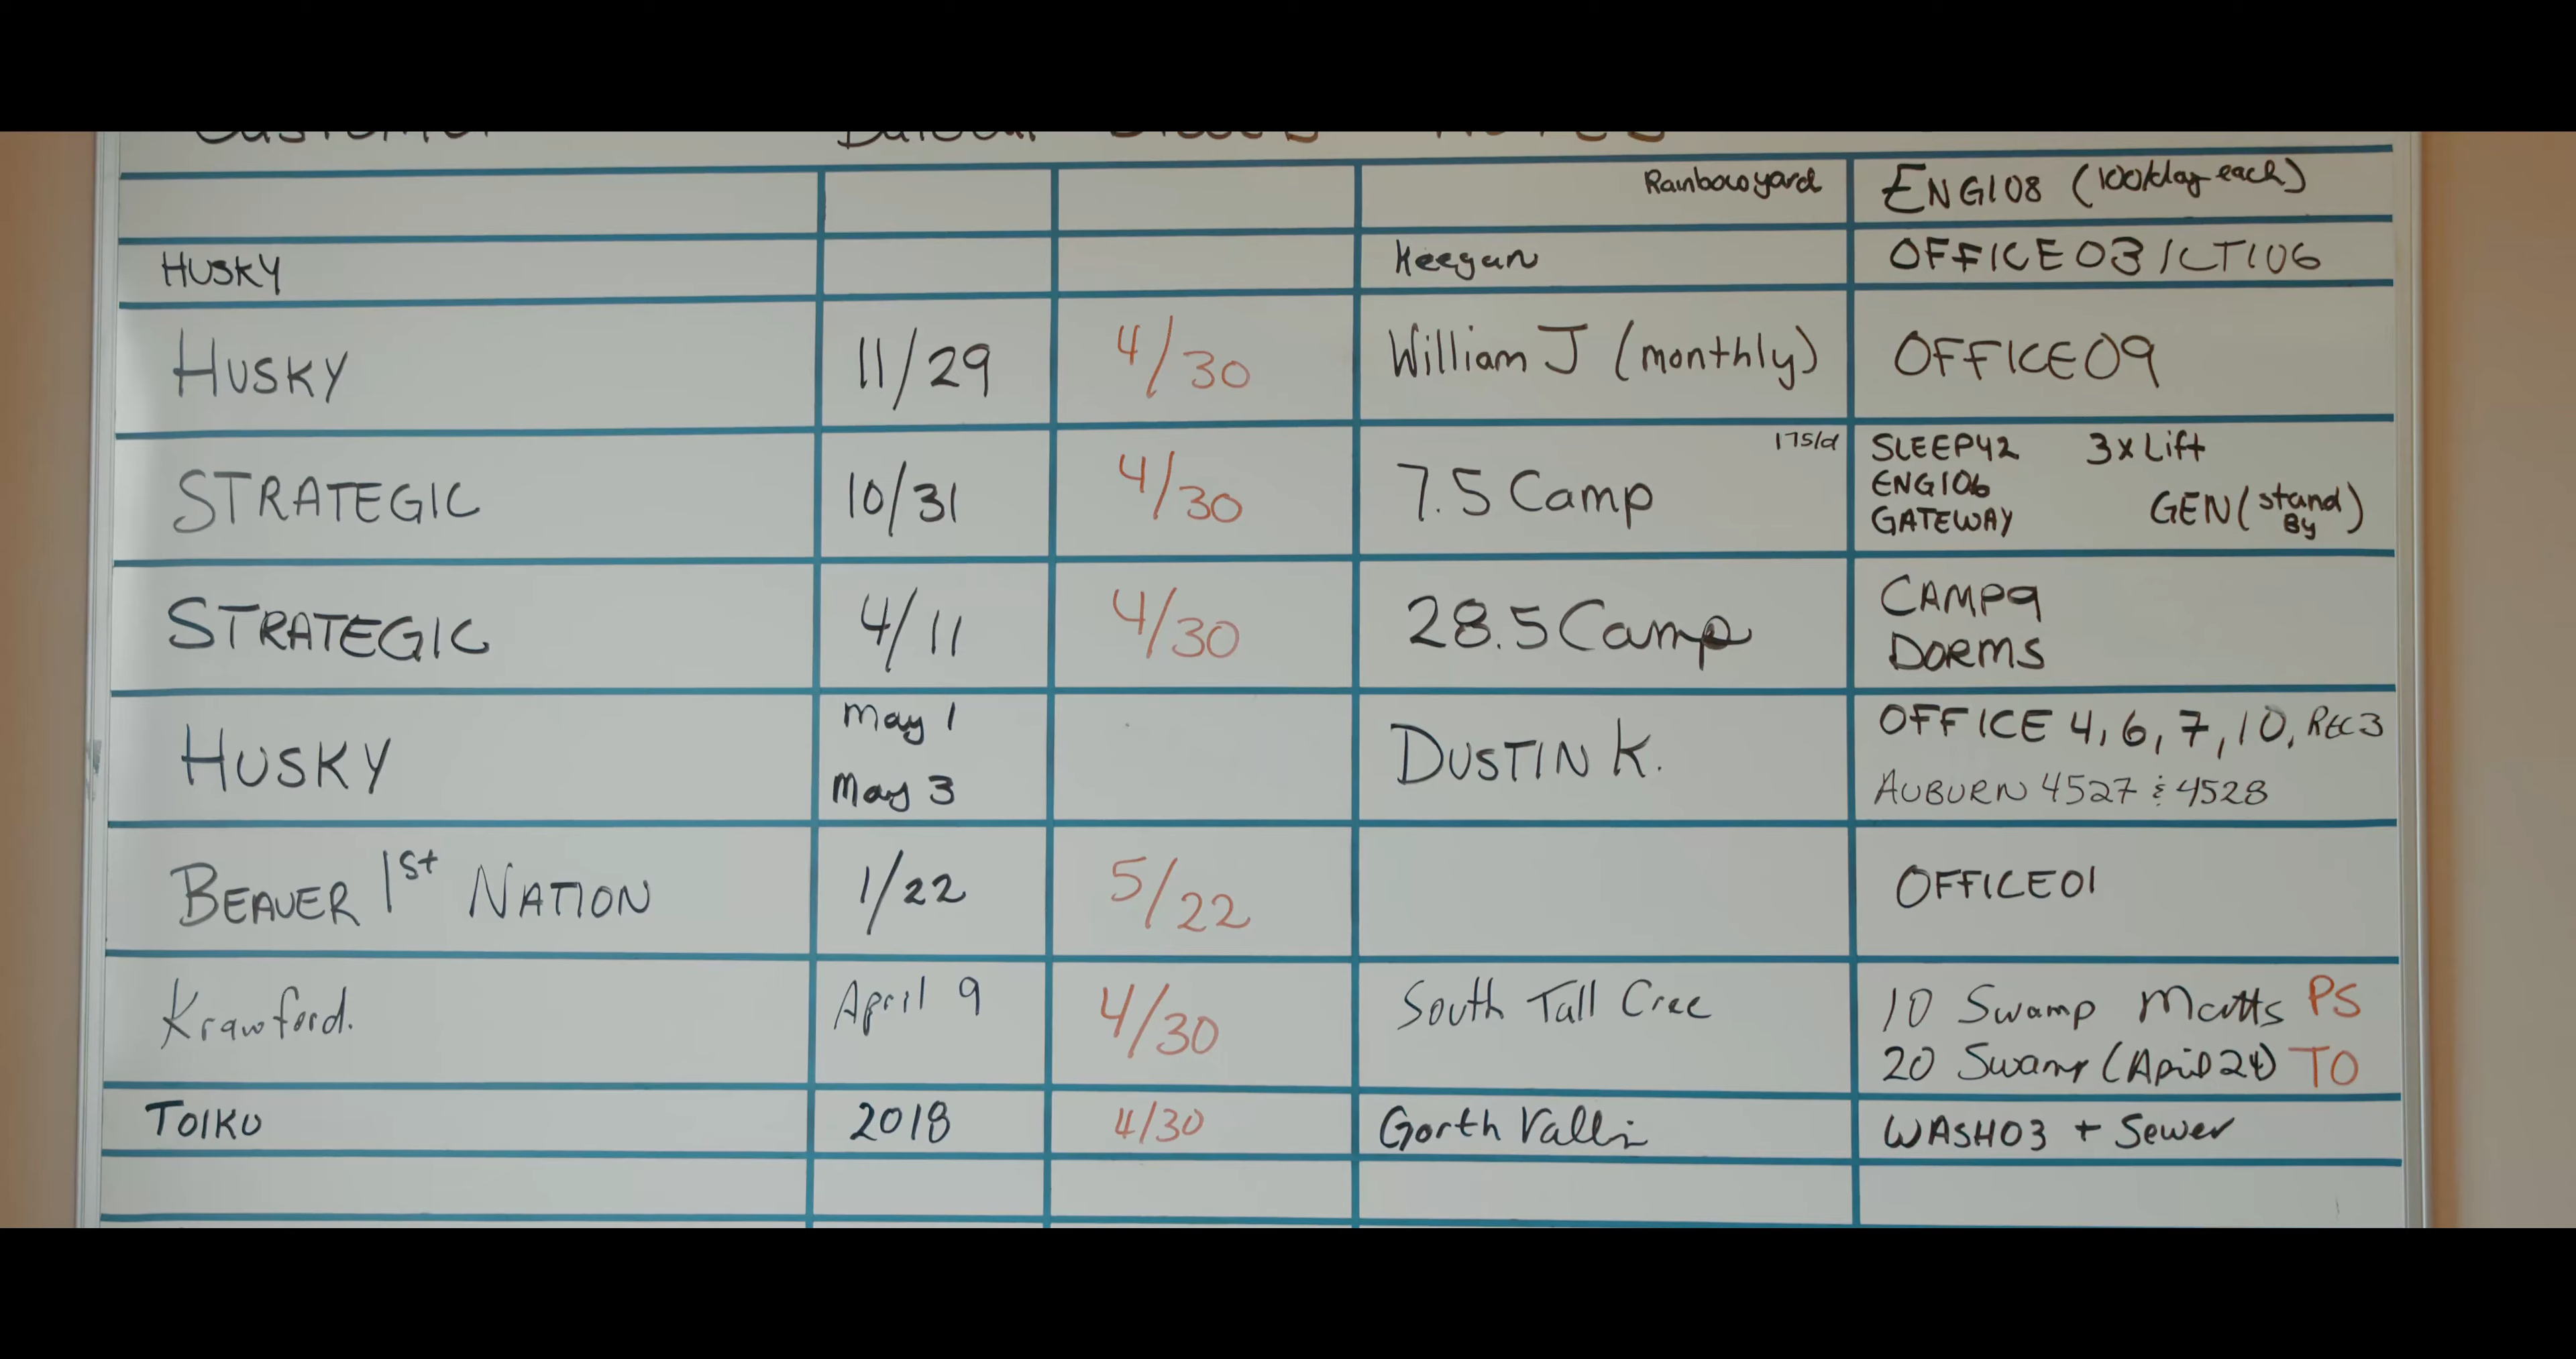 Customer
Rainbow yard ENG108 (100/day each)
HUSKY Keegan OFFICE03/CT106
HUSKY 11/29 4/30 William J (monthly) OFFICE09
STRATEGIC 10/31 4/30 7.5 Camp 175/d SLEEP42 3x Lift
ENG106
GATEWAY GEN (stand By)
STRATEGIC 4/11 4/30 28.5 Camp CAMP9
DORMS
HUSKY May 1 DUSTIN K. OFFICE 4, 6, 7, 10, REC3
May 3 AUBURN 4527 & 4528
BEAVER 1st NATION 1/22 5/22 OFFICE01
Krawford. April 9 4/30 South Tall Cree 10 Swamp Matts PS
20 Swamp (April 24) TO
TOIKO 2018 4/30 Gorth WASH03 + Sewer